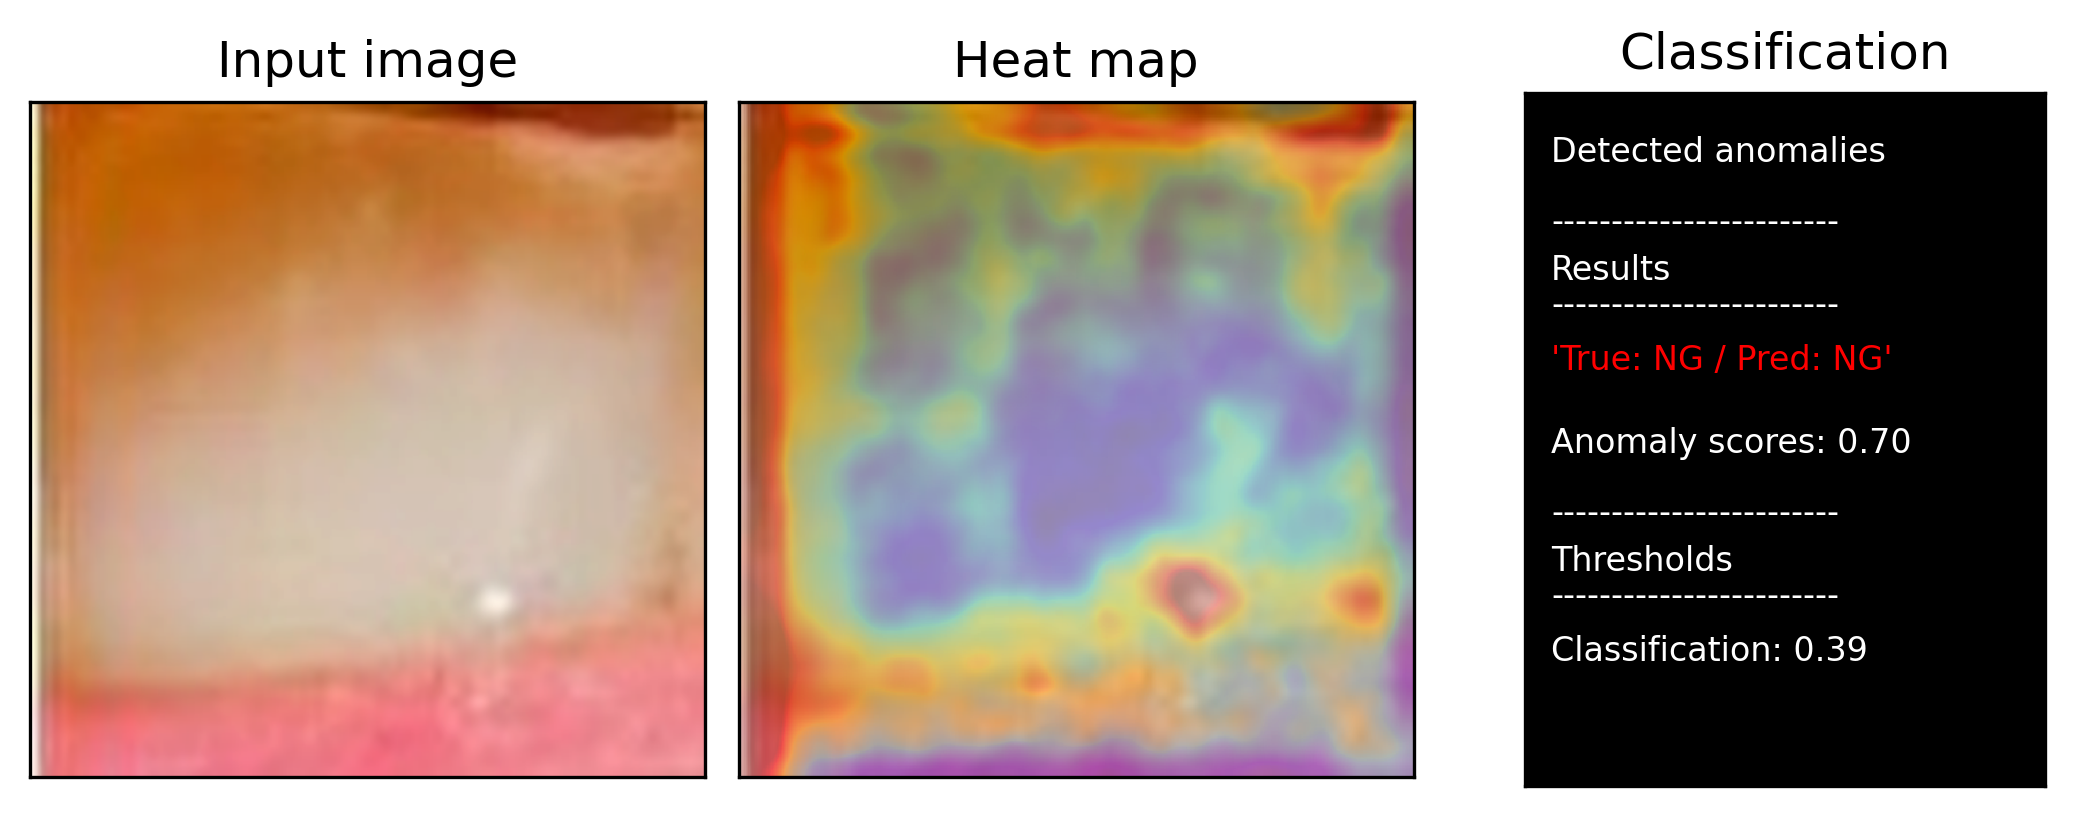 Input image
Heat map
Classification
Detected anomalies
------------------------
Results
------------------------
'True: NG / Pred: NG'
Anomaly scores: 0.70
------------------------
Thresholds
------------------------
Classification: 0.39